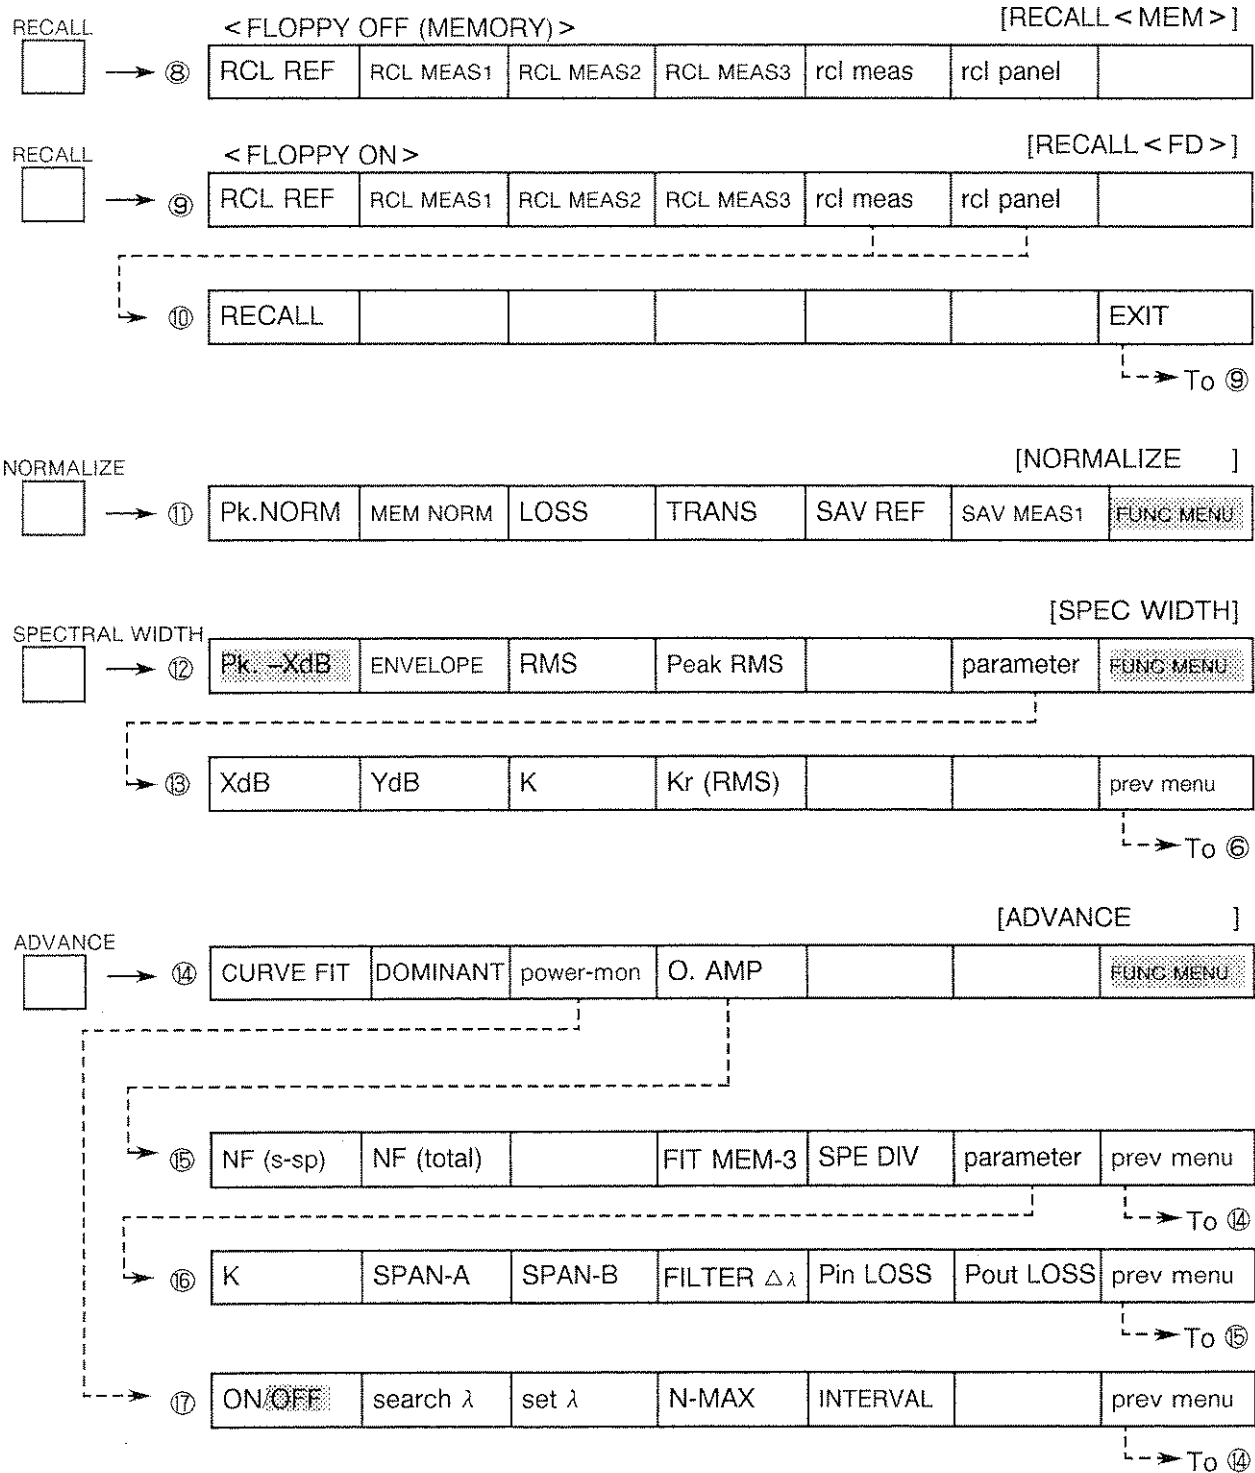 RECALL <FLOPPY OFF (MEMORY)> [RECALL<MEM>]
⑧ RCL REF RCL MEAS1 RCL MEAS2 RCL MEAS3 rcl meas rcl panel
RECALL <FLOPPY ON> [RECALL<FD>]
⑨ RCL REF RCL MEAS1 RCL MEAS2 RCL MEAS3 rcl meas rcl panel
⑩ RECALL EXIT
To ⑨
NORMALIZE [NORMALIZE ]
⑪ Pk.NORM MEM NORM LOSS TRANS SAV REF SAV MEAS1 FUNC MENU
SPECTRAL WIDTH [SPEC WIDTH]
⑫ Pk. –XdB ENVELOPE RMS Peak RMS parameter FUNC MENU
⑬ XdB YdB K Kr (RMS) prev menu
To ⑥
ADVANCE [ADVANCE ]
⑭ CURVE FIT DOMINANT power-mon O. AMP FUNC MENU
⑮ NF (s-sp) NF (total) FIT MEM-3 SPE DIV parameter prev menu
To ⑭
⑯ K SPAN-A SPAN-B FILTER △λ Pin LOSS Pout LOSS prev menu
To ⑮
⑰ ON/OFF search λ set λ N-MAX INTERVAL prev menu
To ⑭